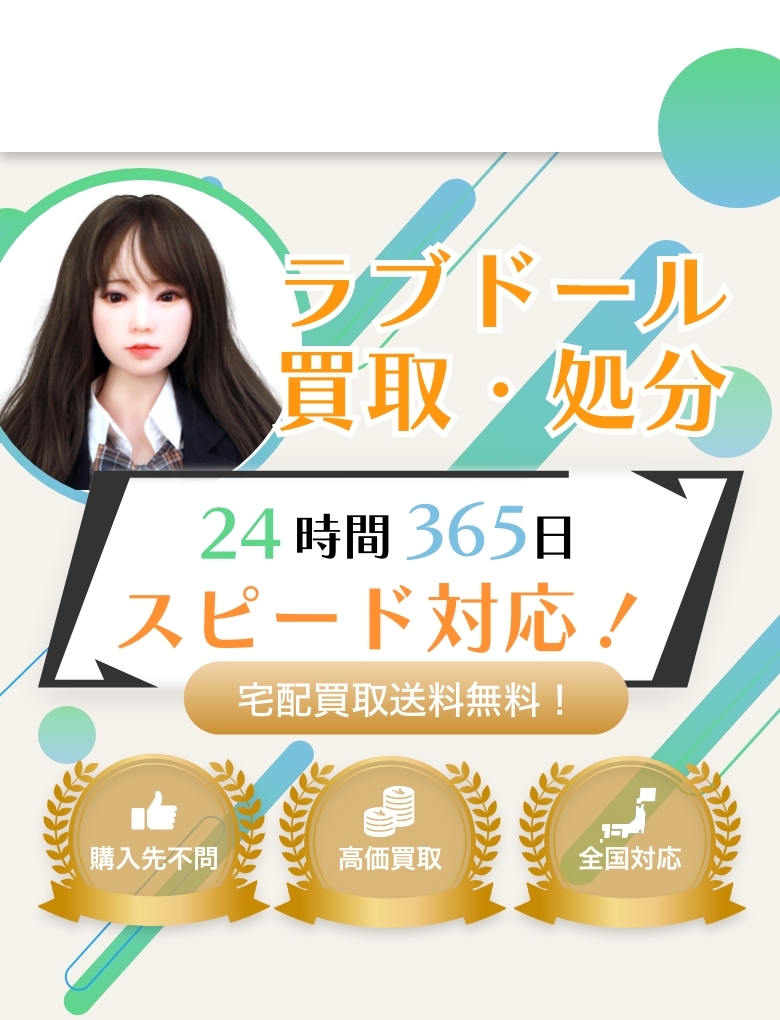 ラブドール
買取・処分
24時間365日
スピード対応！
宅配買取送料無料！
購入先不問
高価買取
全国対応